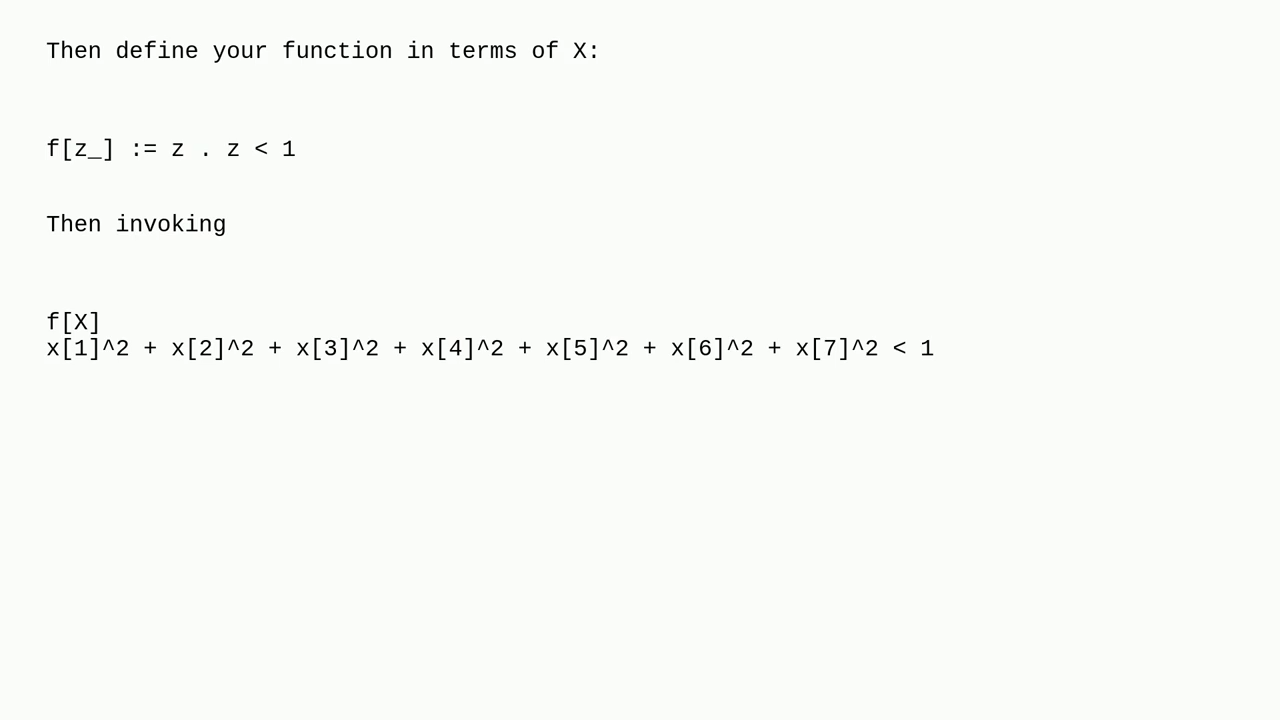 Then define your function in terms of X:
f[z_] := z . z < 1
Then invoking
f[X]
x[1]^2 + x[2]^2 + x[3]^2 + x[4]^2 + x[5]^2 + x[6]^2 + x[7]^2 < 1